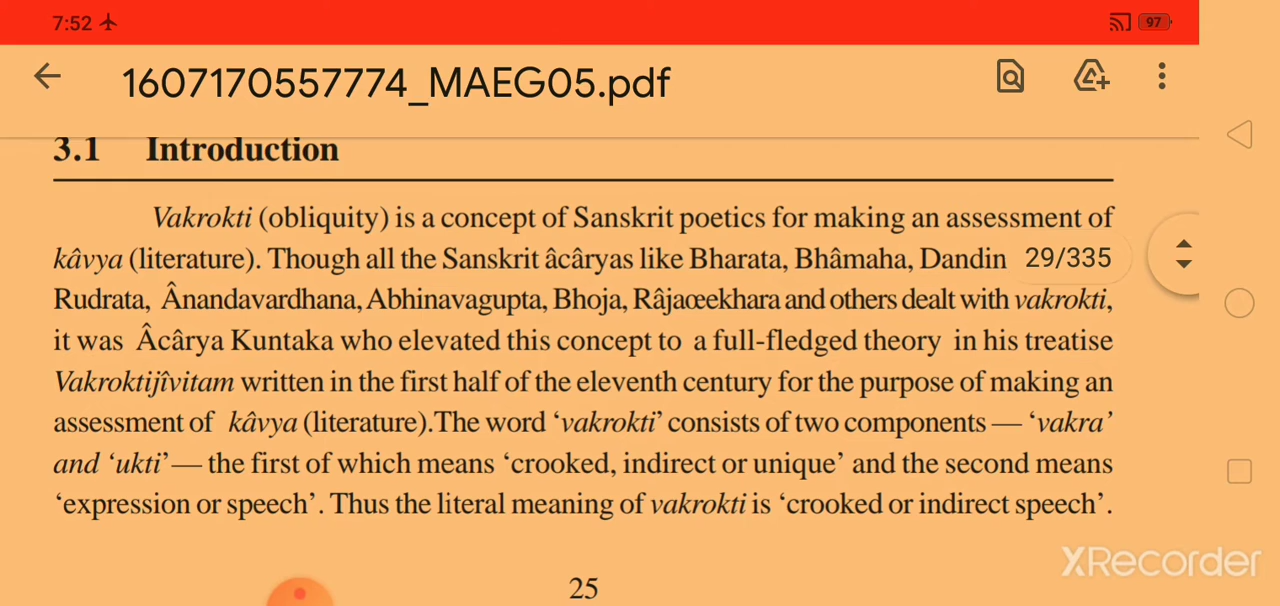 7:52
97
1607170557774_MAEG05.pdf
3.1 Introduction
Vakrokti (obliquity) is a concept of Sanskrit poetics for making an assessment of
kâvya (literature). Though all the Sanskrit âcâryas like Bharata, Bhâmaha, Dandin
29/335
Rudrata, Ânandavardhana, Abhinavagupta, Bhoja, Râjaœekhara and others dealt with vakrokti,
it was Âcârya Kuntaka who elevated this concept to a full-fledged theory in his treatise
Vakroktijîvitam written in the first half of the eleventh century for the purpose of making an
assessment of kâvya (literature).The word ‘vakrokti’ consists of two components — ‘vakra’
and ‘ukti’— the first of which means ‘crooked, indirect or unique’ and the second means
‘expression or speech’. Thus the literal meaning of vakrokti is ‘crooked or indirect speech’.
XRecorder
25